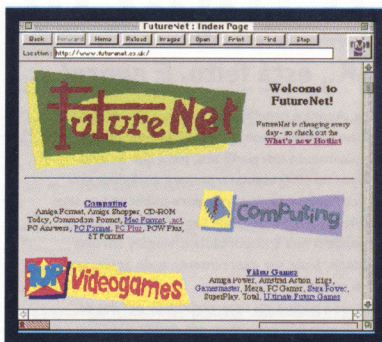 FutureNet : Index Page
Back Forward Home Reload Images Open Print Find Stop
Location: http://www.futurenet.co.uk/
FutureNet
Welcome to
FutureNet!
FutureNet is changing every
day - so check out the
What's new Hotlist
Computing
Amiga Format, Amiga Shopper, CD-ROM
Today, Commodore Format, Mac Format, .net,
PC Answers, PC Format, PC Plus, PCW Plus,
ST Format
Computing
1UP Videogames
Video Games
Amiga Power, Amstrad Action, Edge,
Gamesmaster, Mega, PC Gamer, Sega Power,
SuperPlay, Total, Ultimate Future Games